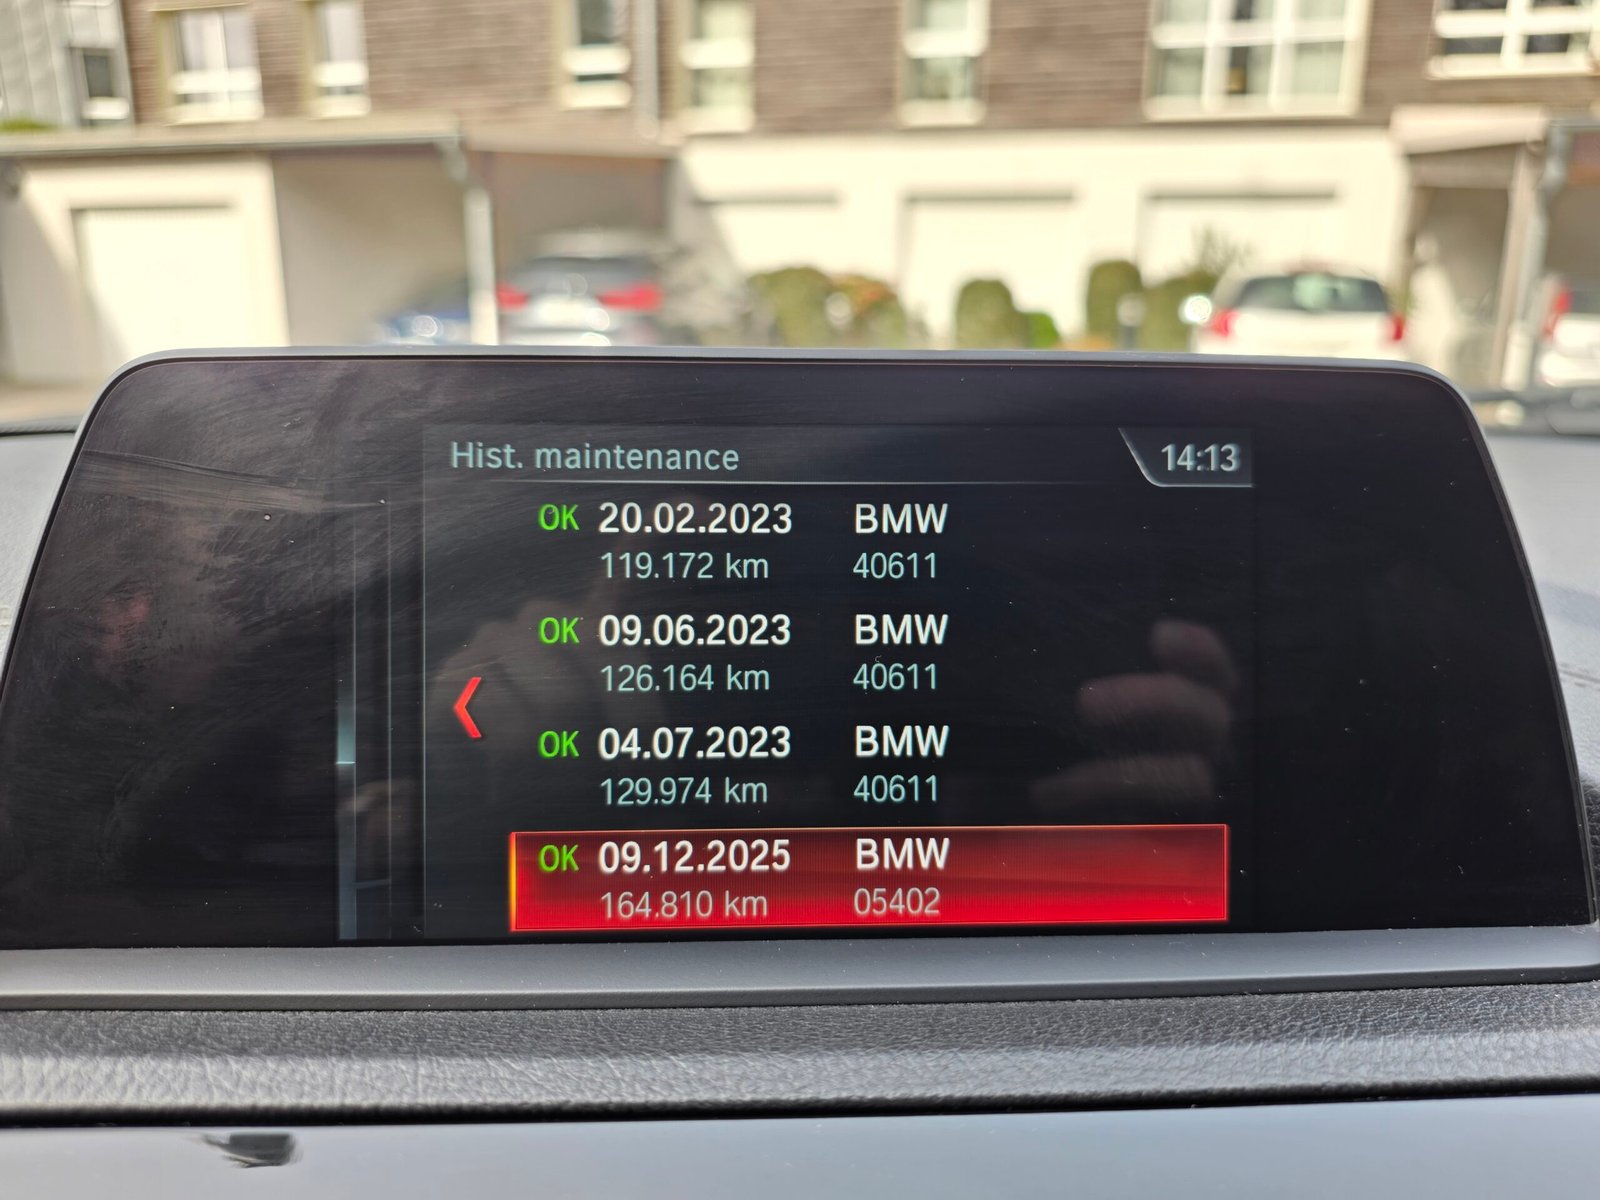 Hist. maintenance 14:13
OK 20.02.2023 BMW
119.172 km 40611
OK 09.06.2023 BMW
126.164 km 40611
OK 04.07.2023 BMW
129.974 km 40611
OK 09.12.2025 BMW
164.810 km 05402